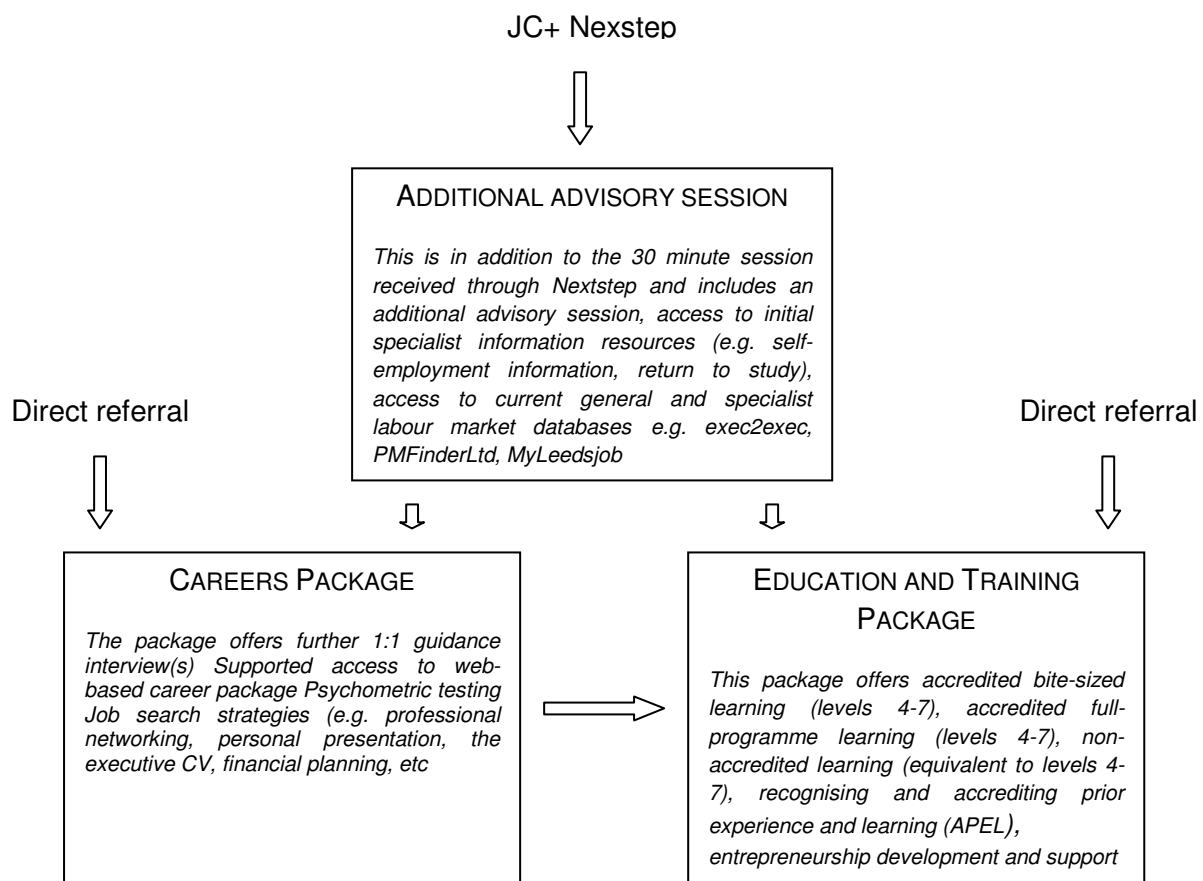 JC+ Nexstep
ADDITIONAL ADVISORY SESSION
This is in addition to the 30 minute session
received through Nextstep and includes an
additional advisory session, access to initial
specialist information resources (e.g. self-
employment information, return to study),
access to current general and specialist
labour market databases e.g. exec2exec,
PMFinderLtd, MyLeedsjob
Direct referral
Direct referral
CAREERS PACKAGE
The package offers further 1:1 guidance
interview(s) Supported access to web-
based career package Psychometric testing
Job search strategies (e.g. professional
networking, personal presentation, the
executive CV, financial planning, etc
EDUCATION AND TRAINING
PACKAGE
This package offers accredited bite-sized
learning (levels 4-7), accredited full-
programme learning (levels 4-7), non-
accredited learning (equivalent to levels 4-
7), recognising and accrediting prior
experience and learning (APEL),
entrepreneurship development and support